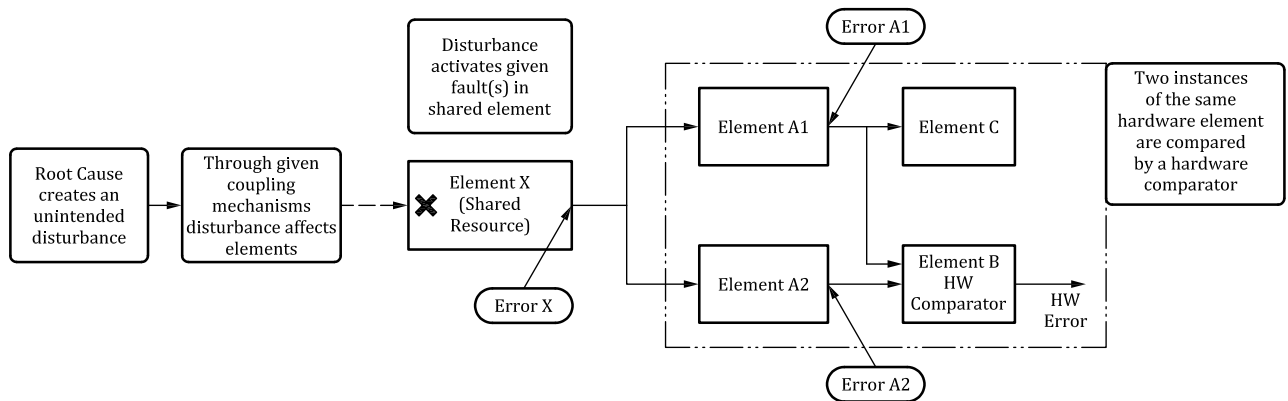 Error A1
Disturbance
activates given
fault(s) in
shared element
Two instances
of the same
hardware element
are compared
by a hardware
comparator
Element A1
Element C
Root Cause
creates an
unintended
disturbance
Through given
coupling
mechanisms
disturbance affects
elements
Element X
(Shared
Resource)
Element A2
Element B
HW
Comparator
HW
Error
Error X
Error A2